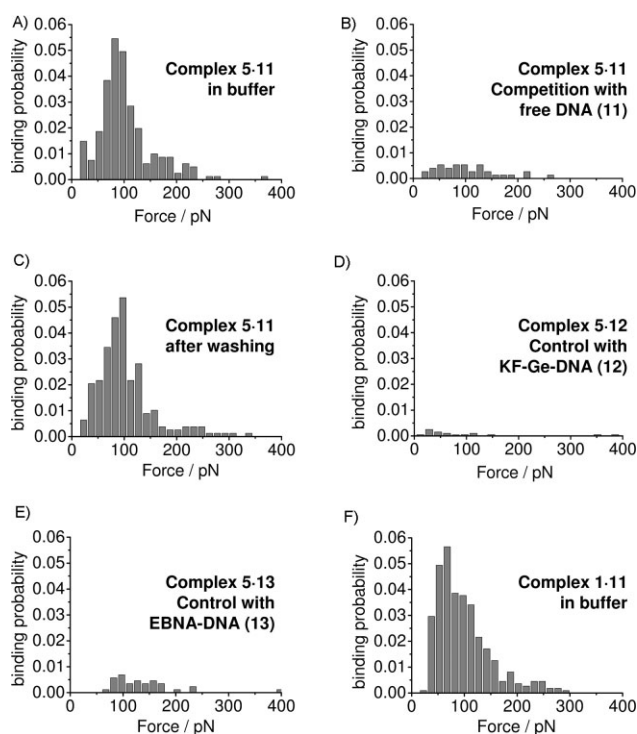 A)
binding probability
0.06
0.05
0.04
0.03
0.02
0.01
0.00
Complex 5·11
in buffer
0 100 200 300 400
Force / pN
B)
binding probability
0.06
0.05
0.04
0.03
0.02
0.01
0.00
Complex 5·11
Competition with
free DNA (11)
0 100 200 300 400
Force / pN
C)
binding probability
0.06
0.05
0.04
0.03
0.02
0.01
0.00
Complex 5·11
after washing
0 100 200 300 400
Force / pN
D)
binding probability
0.06
0.05
0.04
0.03
0.02
0.01
0.00
Complex 5·12
Control with
KF-Ge-DNA (12)
0 100 200 300 400
Force / pN
E)
binding probability
0.06
0.05
0.04
0.03
0.02
0.01
0.00
Complex 5·13
Control with
EBNA-DNA (13)
0 100 200 300 400
Force / pN
F)
binding probability
0.06
0.05
0.04
0.03
0.02
0.01
0.00
Complex 1·11
in buffer
0 100 200 300 400
Force / pN